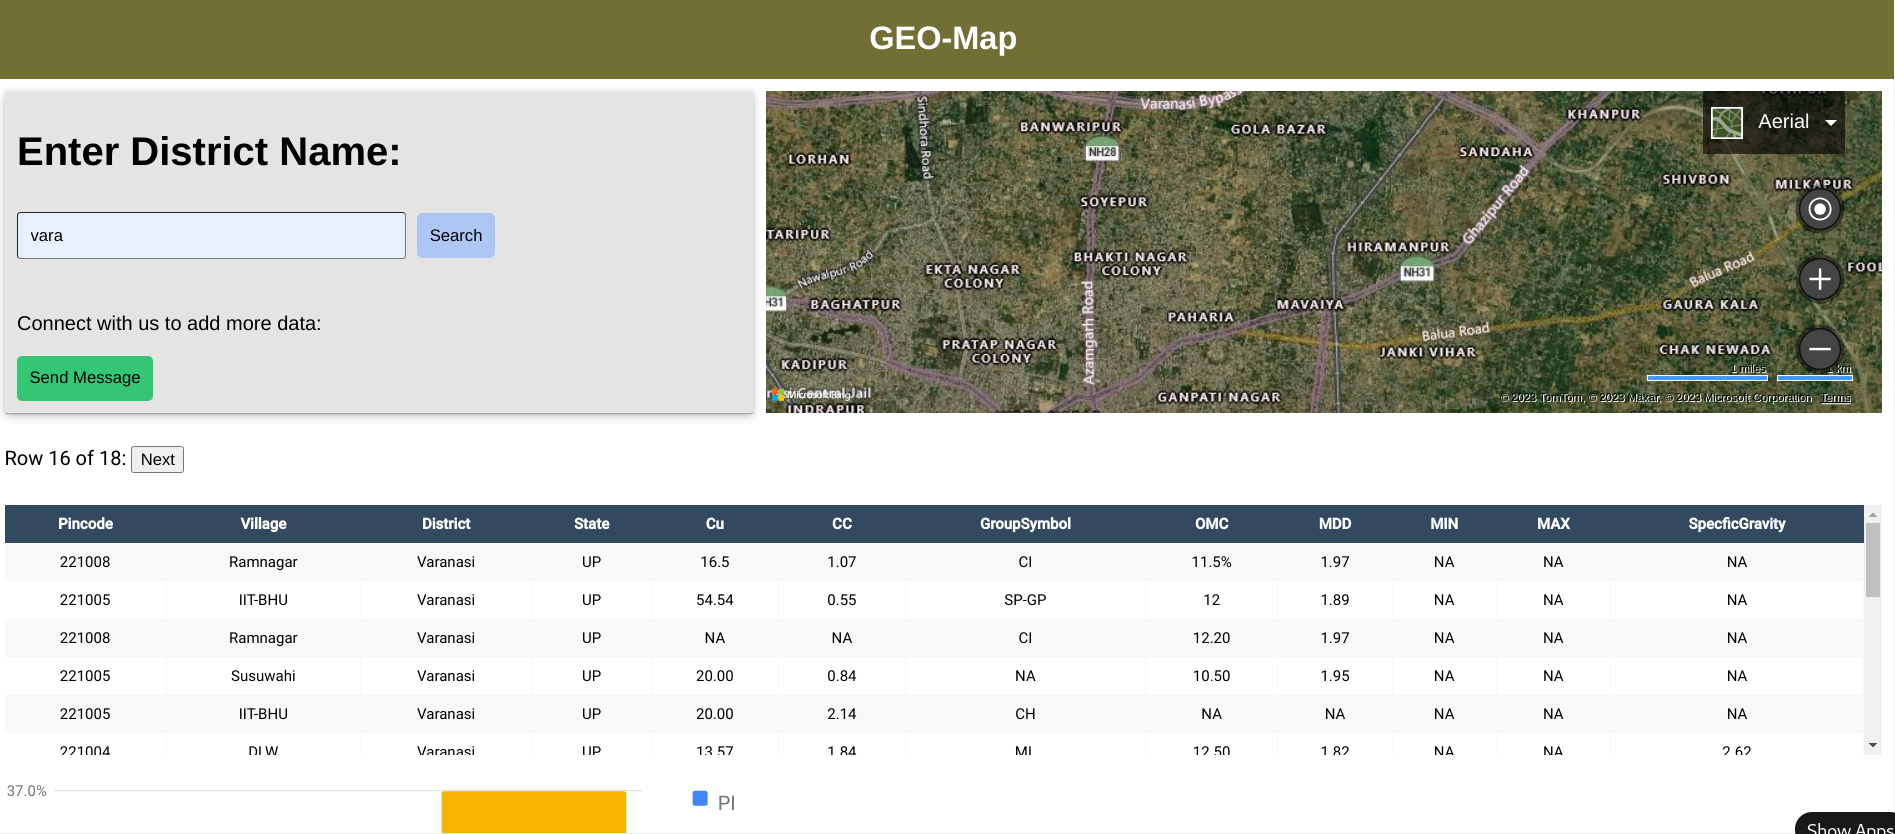 GEO-Map
Enter District Name:
vara Search
Connect with us to add more data:
Send Message
Varanasi Bypass
Sindhora Road
BANWARIPUR
GOLA BAZAR
KHANPUR
Aerial
LORHAN
NH28
SANDAHA
SHIVBON
MILKAPUR
SOYEPUR
Ghazipur Road
TARIPUR
HIRAMANPUR
Nawalpur Road
EKTA NAGAR
COLONY
BHAKTI NAGAR
COLONY
NH31
Balua Road
FOOL
H31
BAGHATPUR
MAVAIYA
GAURA KALA
Azamgarh Road
PAHARIA
Balua Road
PRATAP NAGAR
COLONY
JANKI VIHAR
CHAK NEWADA
KADIPUR
1 miles 1 km
Central Jail
Microsoft Bing
GANPATI NAGAR
© 2023 TomTom, © 2023 Maxar, © 2023 Microsoft Corporation Terms
INDRAPUR
Row 16 of 18: Next
Pincode Village District State Cu CC GroupSymbol OMC MDD MIN MAX SpecficGravity
221008 Ramnagar Varanasi UP 16.5 1.07 CI 11.5% 1.97 NA NA NA
221005 IIT-BHU Varanasi UP 54.54 0.55 SP-GP 12 1.89 NA NA NA
221008 Ramnagar Varanasi UP NA NA CI 12.20 1.97 NA NA NA
221005 Susuwahi Varanasi UP 20.00 0.84 NA 10.50 1.95 NA NA NA
221005 IIT-BHU Varanasi UP 20.00 2.14 CH NA NA NA NA NA
221004 DLW Varanasi UP 13.57 1.84 ML 12.50 1.82 NA NA 2.62
37.0%
PI
Show Apps